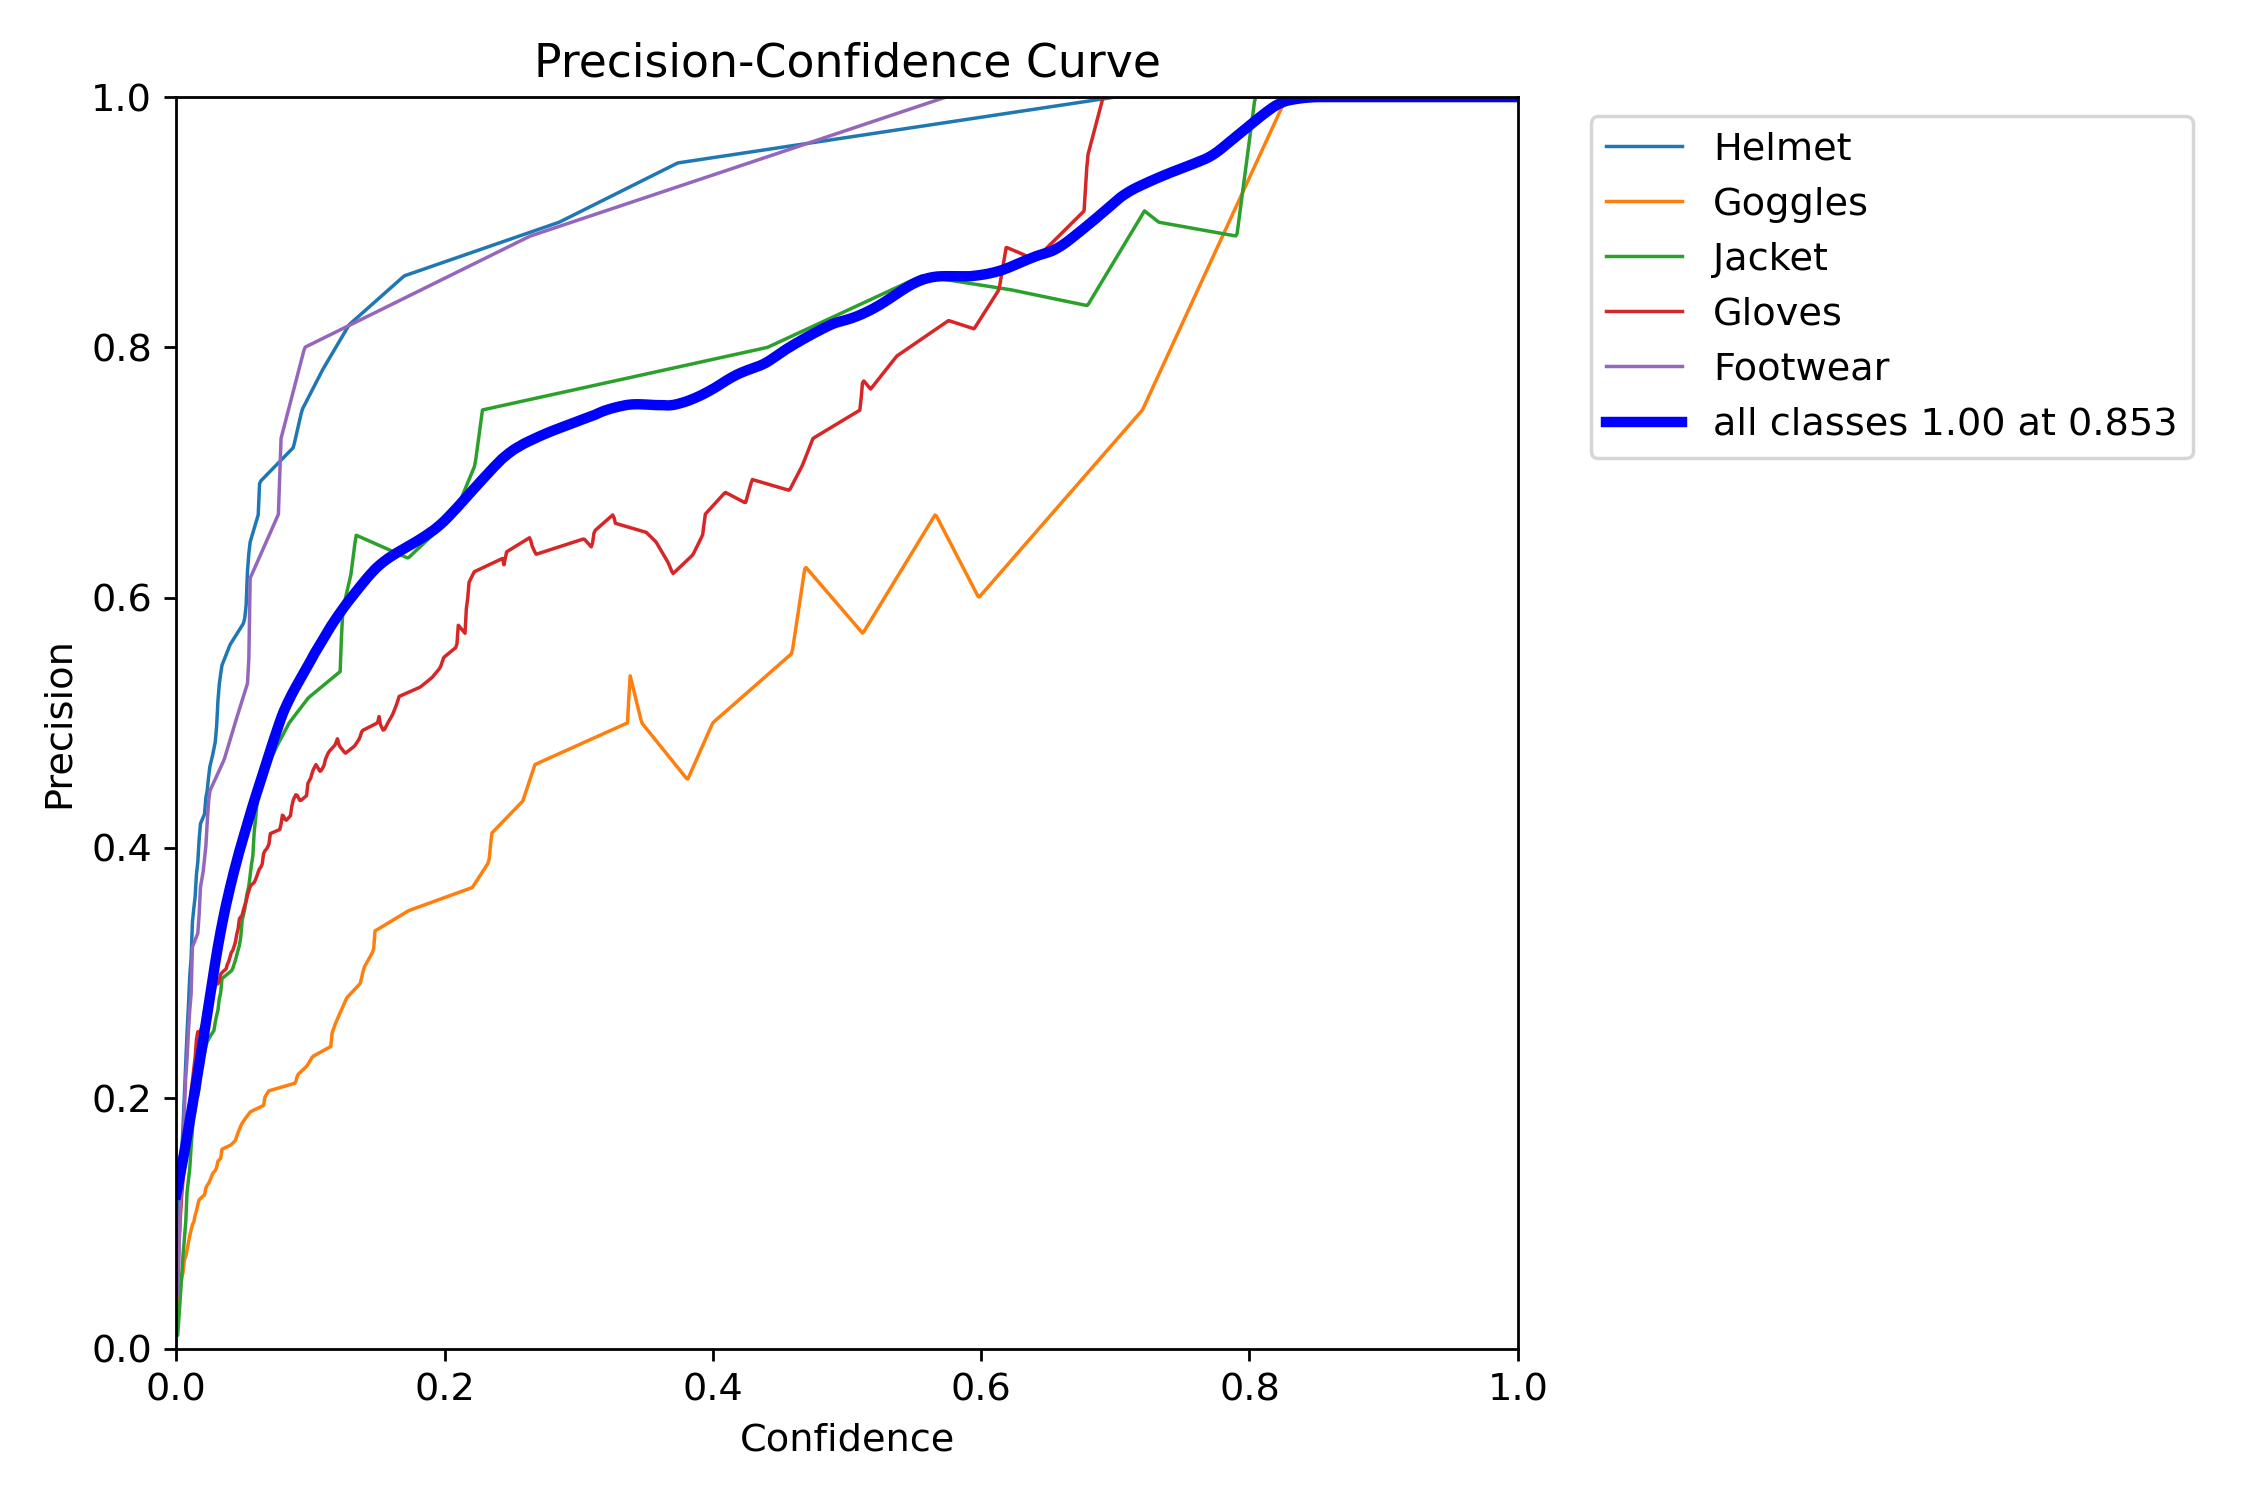 Precision-Confidence Curve
1.0
0.8
0.6
0.4
0.2
0.0
Precision
0.0 0.2 0.4 0.6 0.8 1.0
Confidence
Helmet
Goggles
Jacket
Gloves
Footwear
all classes 1.00 at 0.853